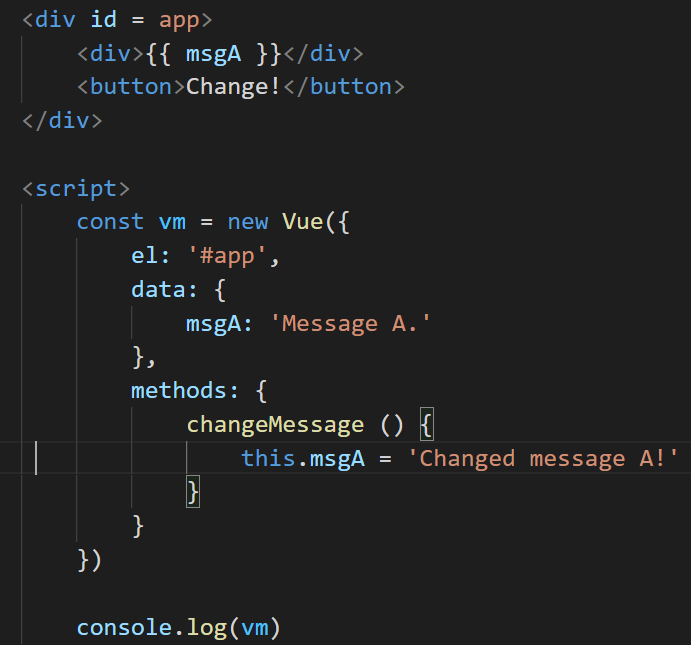 <div id = app>
    <div>{{ msgA }}</div>
    <button>Change!</button>
</div>

<script>
    const vm = new Vue({
        el: '#app',
        data: {
            msgA: 'Message A.'
        },
        methods: {
            changeMessage () {
                this.msgA = 'Changed message A!'
            }
        }
    })

    console.log(vm)